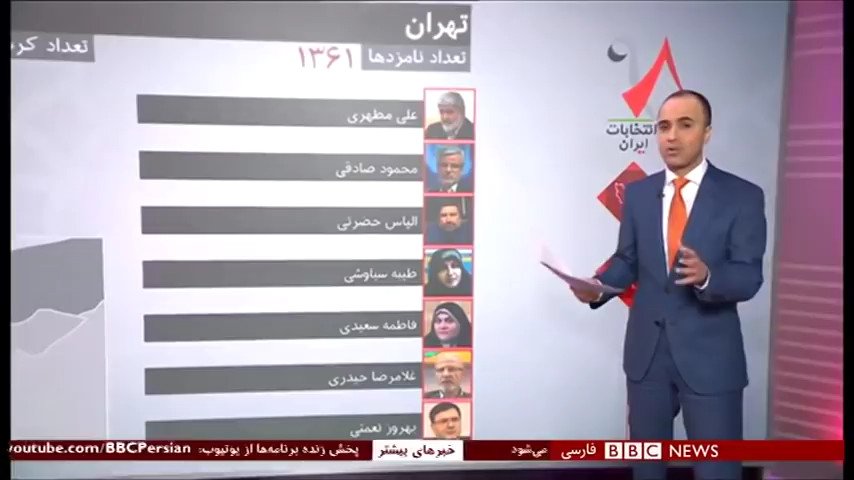 تهران
تعداد نامزدها ۱۳۶۱
تعداد کر
علی مطهری
محمود صادقی
الیاس حضرتی
طیبه سیاوشی
فاطمه سعیدی
غلامرضا حیدری
بهروز نعمتی
انتخابات
ایران
BBC NEWS فارسی
می‌شود
خبرهای بیشتر
پخش زنده برنامه‌ها از یوتیوب: youtube.com/BBCPersian